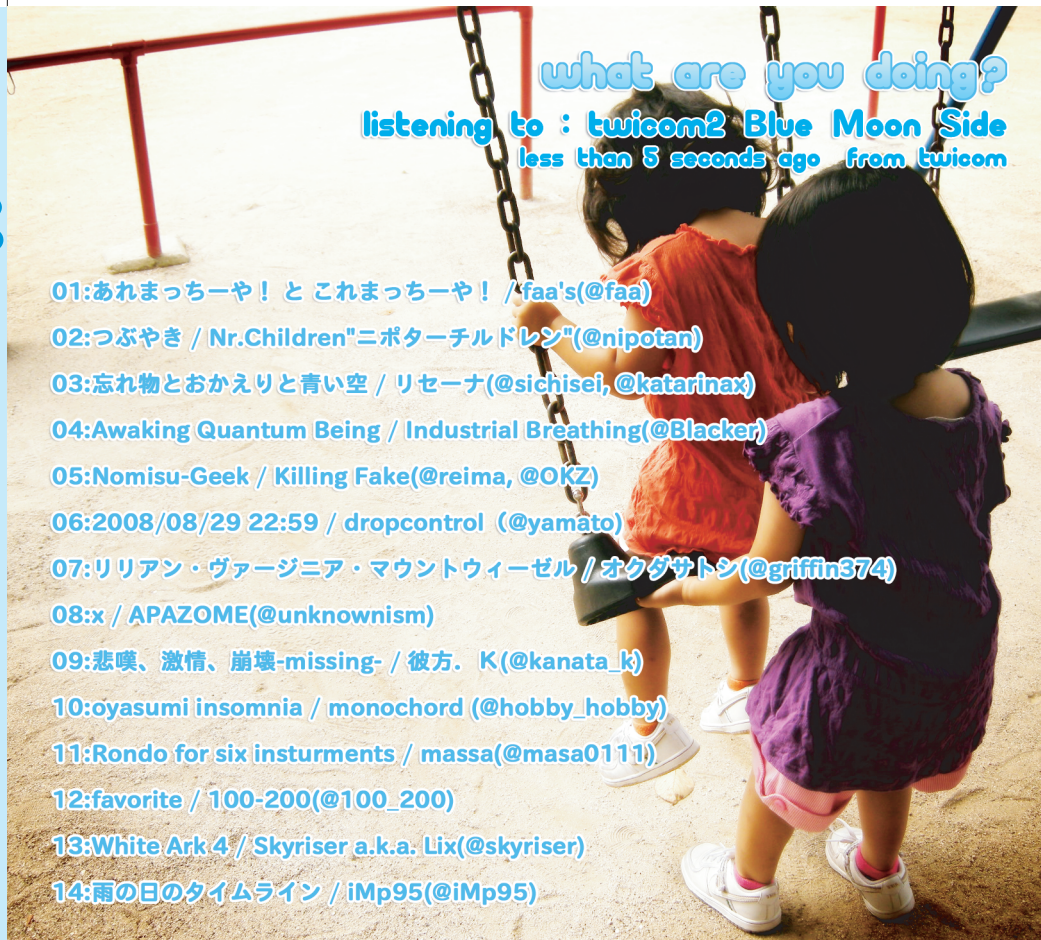 what are you doing?
listening to : twicom2 Blue Moon Side
less than 5 seconds ago from twicom
01:あれまっちーや！ と これまっちーや！ / faa's(@faa)
02:つぶやき / Nr.Children"ニポターチルドレン"(@nipotan)
03:忘れ物とおかえりと青い空 / リセーナ(@sichisei, @katarinax)
04:Awaking Quantum Being / Industrial Breathing(@Blacker)
05:Nomisu-Geek / Killing Fake(@reima, @OKZ)
06:2008/08/29 22:59 / dropcontrol（@yamato)
07:リリアン・ヴァージニア・マウントウィーゼル / オクダサトシ(@griffin374)
08:x / APAZOME(@unknownism)
09:悲嘆、激情、崩壊-missing- / 彼方．Ｋ(@kanata_k)
10:oyasumi insomnia / monochord (@hobby_hobby)
11:Rondo for six insturments / massa(@masa0111)
12:favorite / 100-200(@100_200)
13:White Ark 4 / Skyriser a.k.a. Lix(@skyriser)
14:雨の日のタイムライン / iMp95(@iMp95)